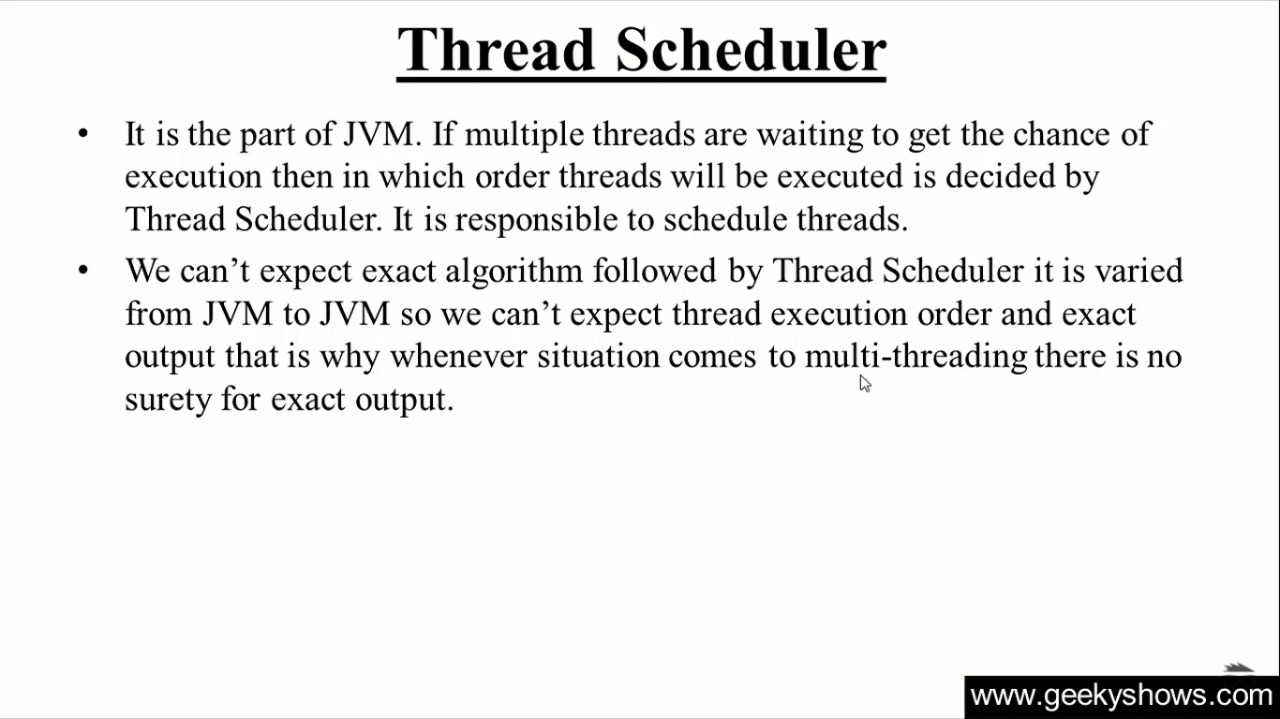 Thread Scheduler
• It is the part of JVM. If multiple threads are waiting to get the chance of
execution then in which order threads will be executed is decided by
Thread Scheduler. It is responsible to schedule threads.
• We can’t expect exact algorithm followed by Thread Scheduler it is varied
from JVM to JVM so we can’t expect thread execution order and exact
output that is why whenever situation comes to multi-threading there is no
surety for exact output.
www.geekyshows.com